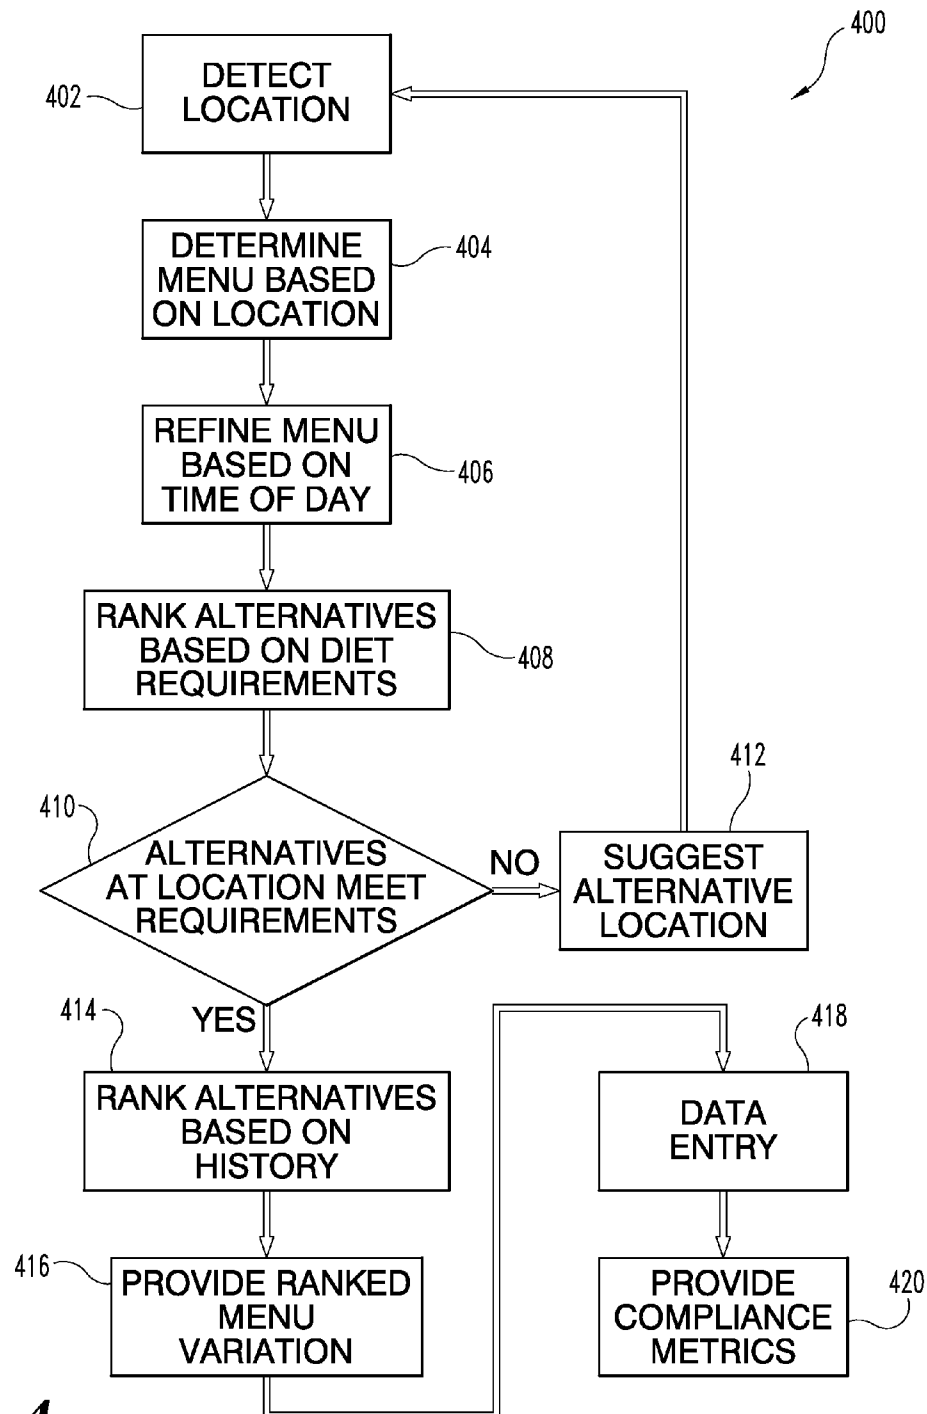 400
402
DETECT
LOCATION
404
DETERMINE
MENU BASED
ON LOCATION
406
REFINE MENU
BASED ON
TIME OF DAY
408
RANK ALTERNATIVES
BASED ON DIET
REQUIREMENTS
410
ALTERNATIVES
AT LOCATION MEET
REQUIREMENTS
NO
412
SUGGEST
ALTERNATIVE
LOCATION
YES
414
RANK ALTERNATIVES
BASED ON
HISTORY
416
PROVIDE RANKED
MENU
VARIATION
418
DATA
ENTRY
420
PROVIDE
COMPLIANCE
METRICS